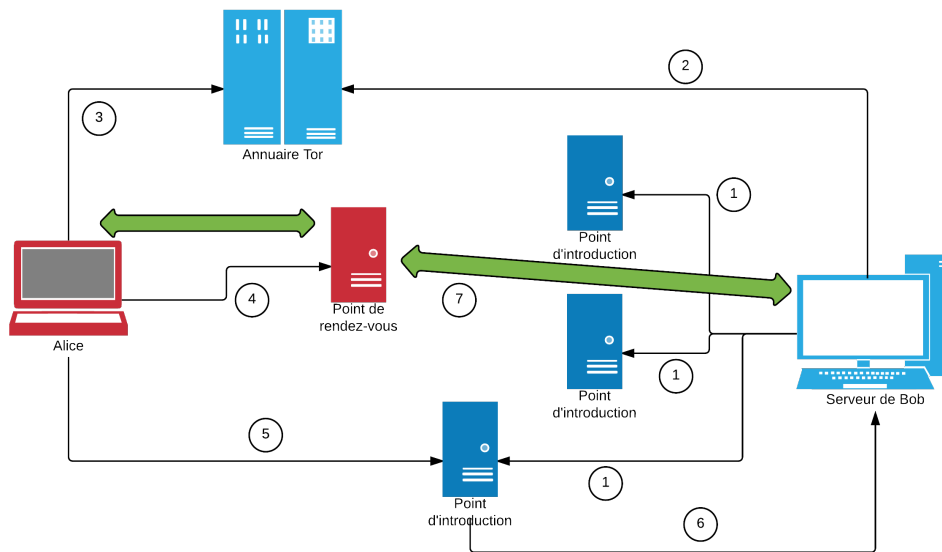 2
3
Annuaire Tor
1
Point
d'introduction
4
7
Point de
rendez-vous
Alice
1
Point
d'introduction
Serveur de Bob
5
1
Point
d'introduction
6